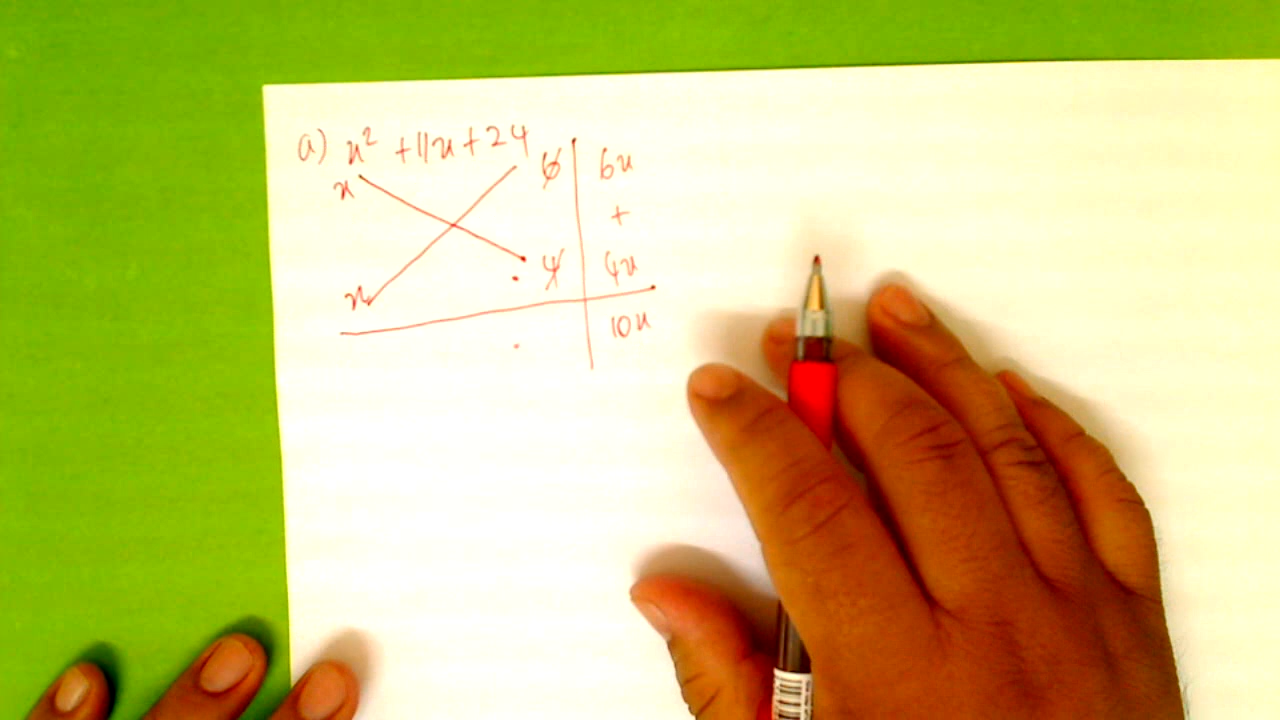 a) x² +11x+24
x 6 6x
+
x 4 4x
10x